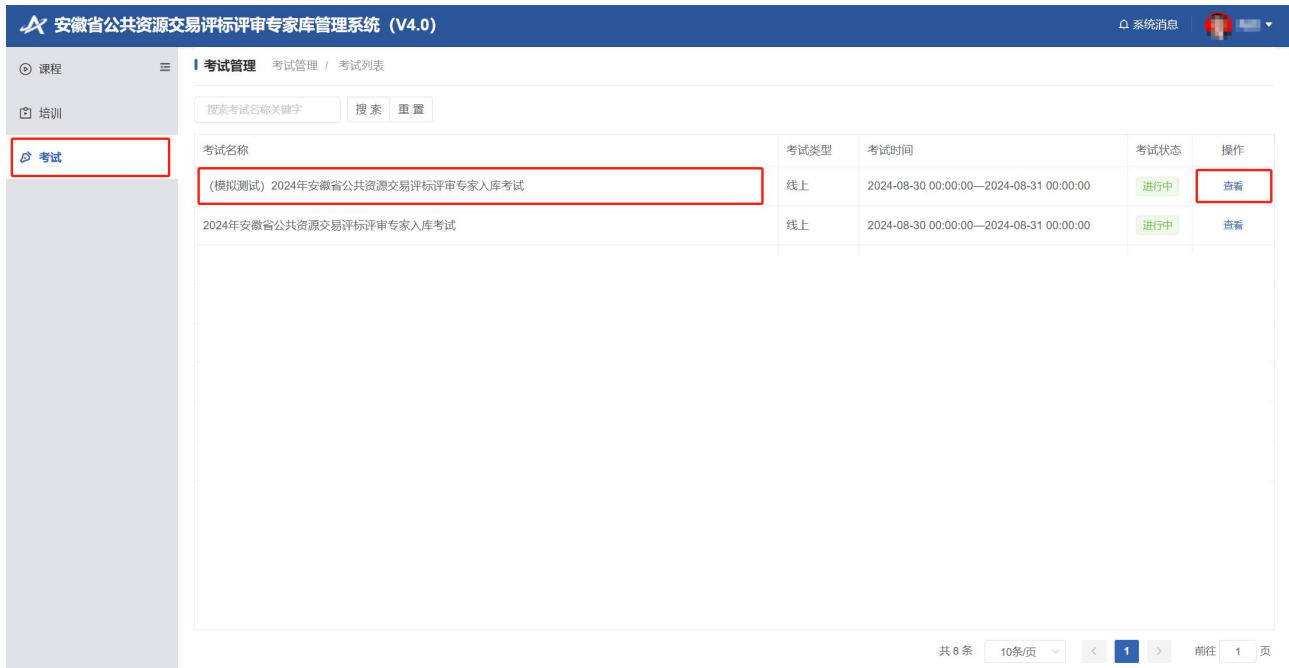 安徽省公共资源交易评标评审专家库管理系统（V4.0）
系统消息
课程
培训
考试
考试管理 考试管理 / 考试列表
搜索考试名称关键字 搜 索 重 置
考试名称 考试类型 考试时间 考试状态 操作
（模拟测试）2024年安徽省公共资源交易评标评审专家入库考试 线上 2024-08-30 00:00:00—2024-08-31 00:00:00 进行中 查看
2024年安徽省公共资源交易评标评审专家入库考试 线上 2024-08-30 00:00:00—2024-08-31 00:00:00 进行中 查看
共 8 条 10条/页 < 1 > 前往 1 页